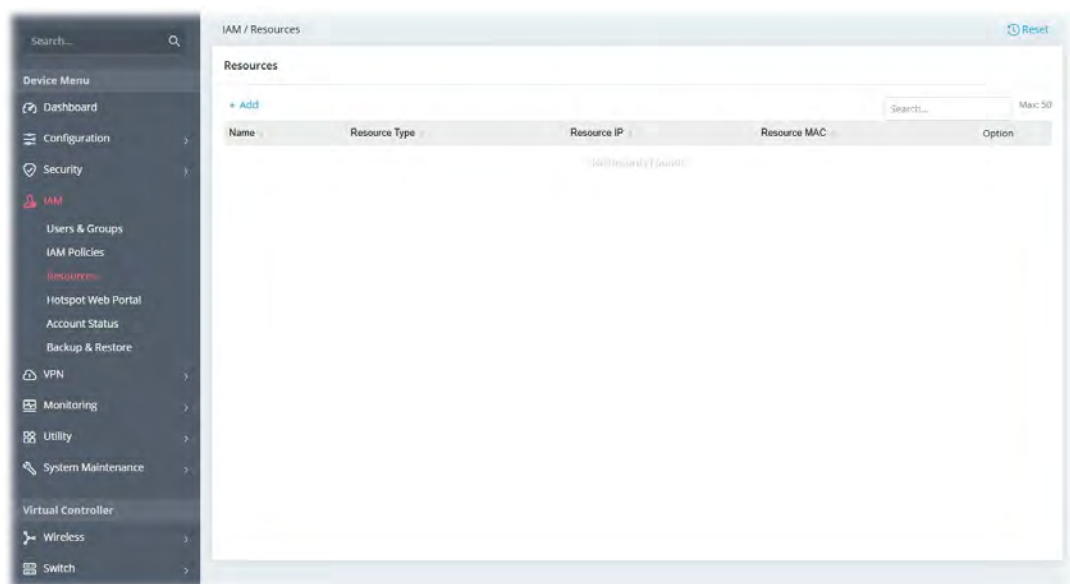 Search...
Device Menu
Dashboard
Configuration
Security
IAM
Users & Groups
IAM Policies
Resources
Hotspot Web Portal
Account Status
Backup & Restore
VPN
Monitoring
Utility
System Maintenance
Virtual Controller
Wireless
Switch
IAM / Resources
Reset
Resources
+ Add
Search...
Max: 50
Name
Resource Type
Resource IP
Resource MAC
Option